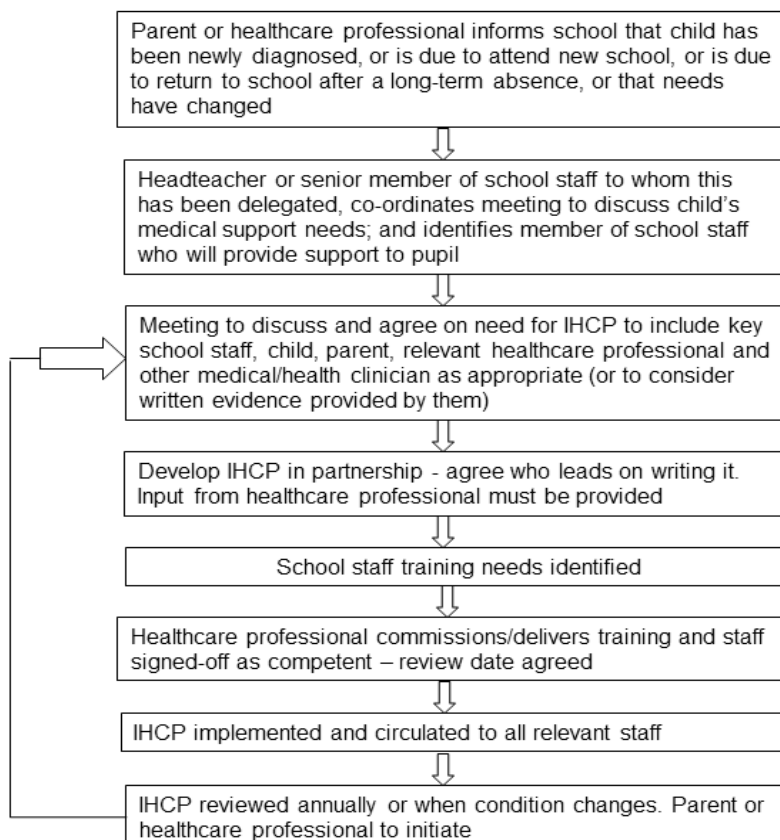 Parent or healthcare professional informs school that child has
been newly diagnosed, or is due to attend new school, or is due
to return to school after a long-term absence, or that needs
have changed
Headteacher or senior member of school staff to whom this
has been delegated, co-ordinates meeting to discuss child's
medical support needs; and identifies member of school staff
who will provide support to pupil
Meeting to discuss and agree on need for IHCP to include key
school staff, child, parent, relevant healthcare professional and
other medical/health clinician as appropriate (or to consider
written evidence provided by them)
Develop IHCP in partnership - agree who leads on writing it.
Input from healthcare professional must be provided
School staff training needs identified
Healthcare professional commissions/delivers training and staff
signed-off as competent – review date agreed
IHCP implemented and circulated to all relevant staff
IHCP reviewed annually or when condition changes. Parent or
healthcare professional to initiate